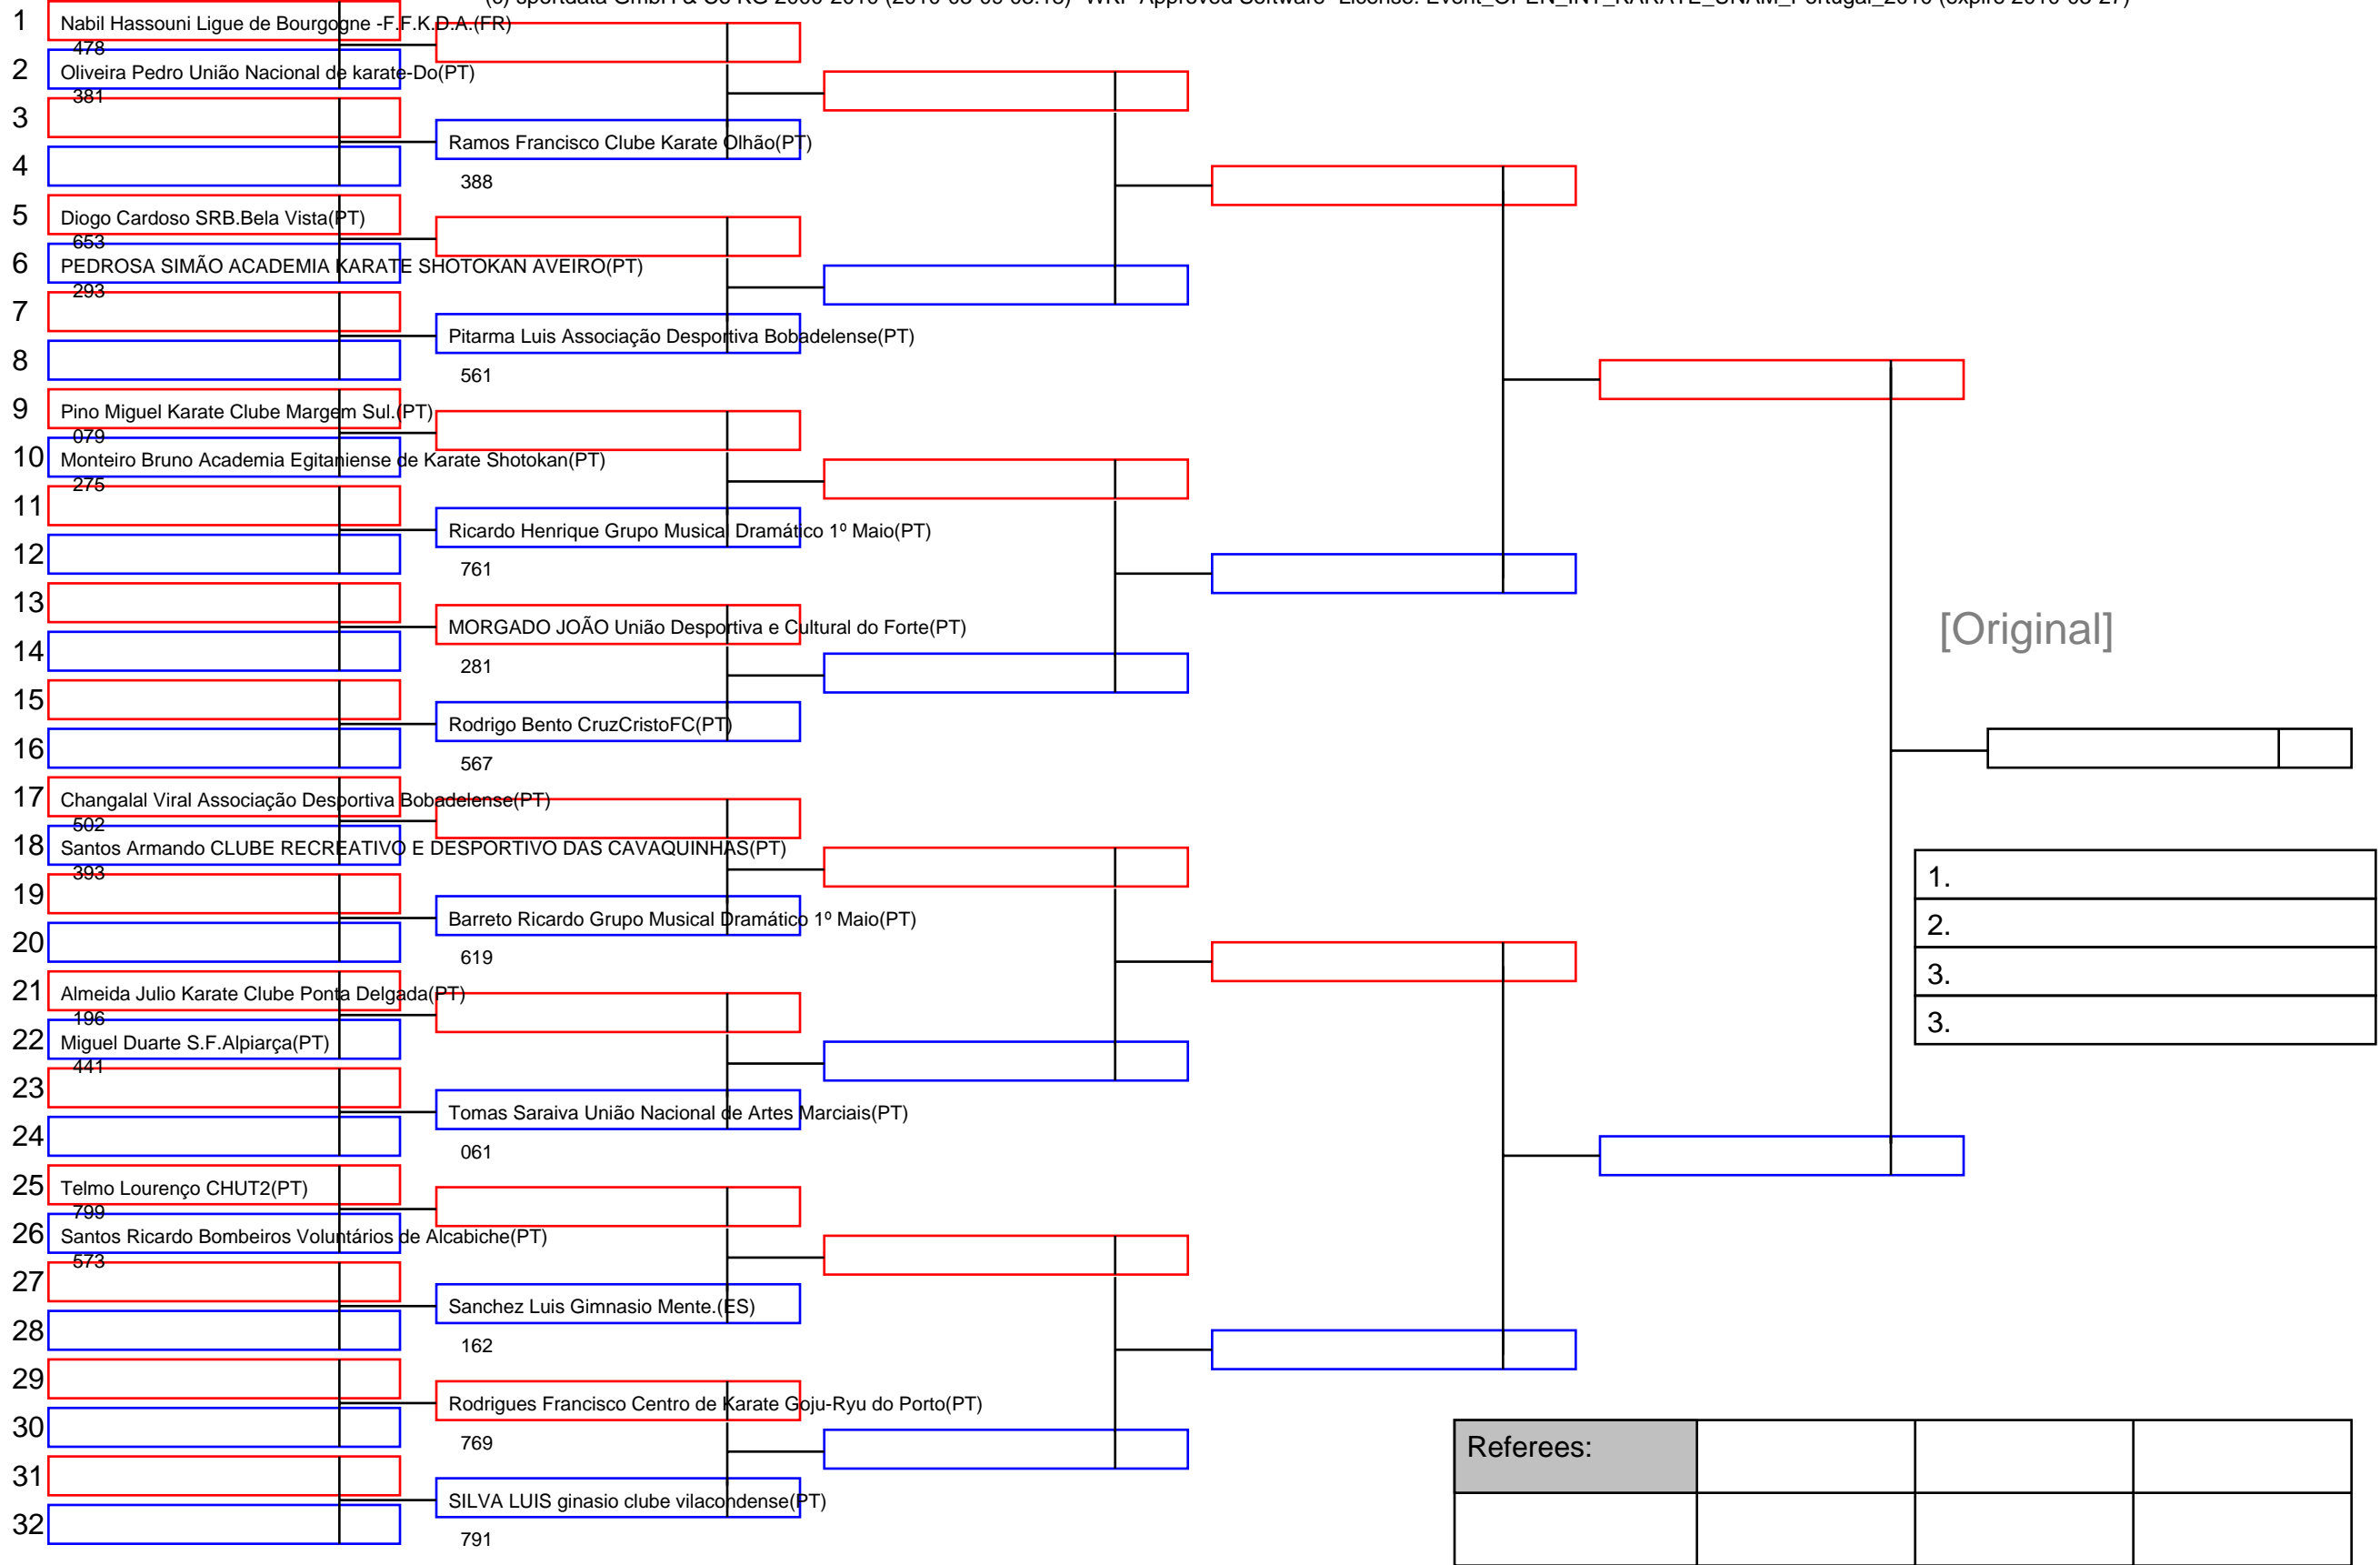 1 Nabil Hassouni Ligue de Bourgogne -F.F.K.D.A.(FR)
478
2 Oliveira Pedro União Nacional de karate-Do(PT)
381
3
Ramos Francisco Clube Karate Olhão(PT)
4
388
5 Diogo Cardoso SRB.Bela Vista(PT)
653
6 PEDROSA SIMÃO ACADEMIA KARATE SHOTOKAN AVEIRO(PT)
293
7
Pitarma Luis Associação Desportiva Bobadelense(PT)
8
561
9 Pino Miguel Karate Clube Margem Sul.(PT)
079
10 Monteiro Bruno Academia Egitaniense de Karate Shotokan(PT)
275
11
Ricardo Henrique Grupo Musical Dramático 1º Maio(PT)
12
761
13
MORGADO JOÃO União Desportiva e Cultural do Forte(PT)
[Original]
14
281
15
Rodrigo Bento CruzCristoFC(PT)
16
567
17 Changalal Viral Associação Desportiva Bobadelense(PT)
502
18 Santos Armando CLUBE RECREATIVO E DESPORTIVO DAS CAVAQUINHAS(PT)
393
19
1.
Barreto Ricardo Grupo Musical Dramático 1º Maio(PT)
2.
20
619
3.
21 Almeida Julio Karate Clube Ponta Delgada(PT)
196
3.
22 Miguel Duarte S.F.Alpiarça(PT)
441
23
Tomas Saraiva União Nacional de Artes Marciais(PT)
24
061
25 Telmo Lourenço CHUT2(PT)
799
26 Santos Ricardo Bombeiros Voluntários de Alcabiche(PT)
573
27
Sanchez Luis Gimnasio Mente.(ES)
28
162
29
Rodrigues Francisco Centro de Karate Goju-Ryu do Porto(PT)
30
769
Referees:
31
SILVA LUIS ginasio clube vilacondense(PT)
32
791